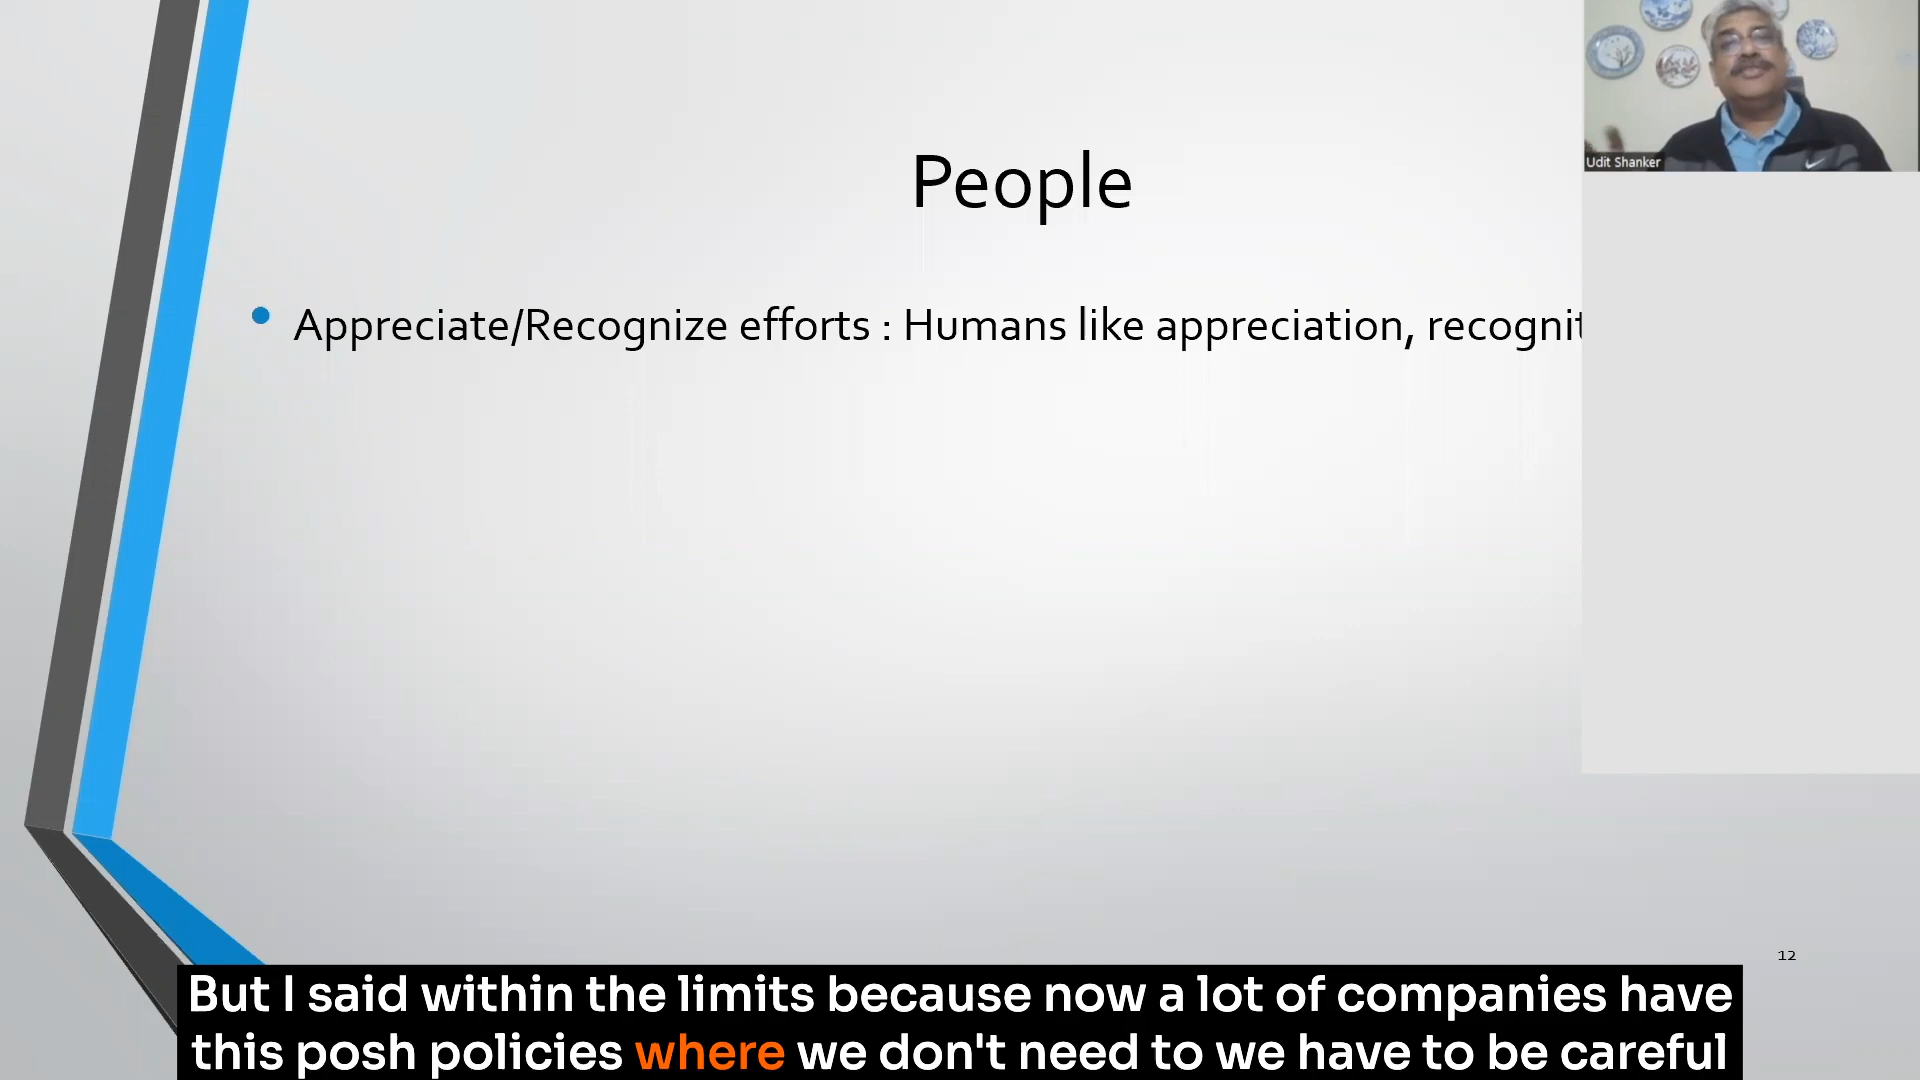 Udit Shanker
People
Appreciate/Recognize efforts : Humans like appreciation,
12
But I said within the limits because now a lot of companies have
this posh policies where we don't need to we have to be careful